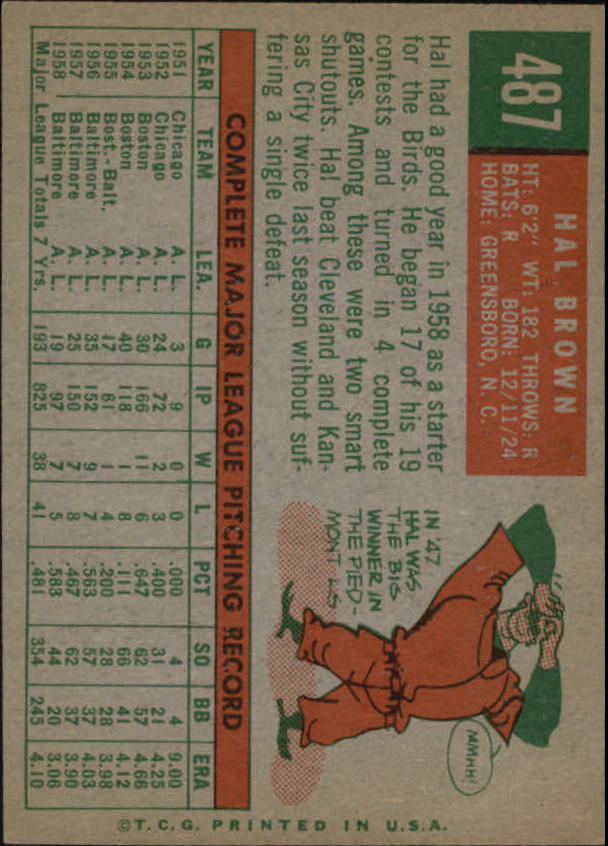 487
HAL BROWN
HT: 6'2" WT: 182 THROWS: R
BATS: R BORN: 12/11/24
HOME: GREENSBORO, N. C.
Hal had a good year in 1958 as a starter
for the Birds. He began 17 of his 19
contests and turned in 4 complete
games. Among these were two smart
shutouts. Hal beat Cleveland and Kan-
sas City twice last season without suf-
fering a single defeat.
IN '47
HAL WAS
THE BIG
WINNER IN
THE PIED-
MONT LG
MMHH!
COMPLETE MAJOR LEAGUE PITCHING RECORD
YEAR TEAM LEA. G IP W L PCT SO BB ERA
1951 Chicago A. L. 3 9 0 0 .000 4 4 9.00
1952 Chicago A. L. 24 72 2 3 .400 31 21 4.25
1953 Boston A. L. 30 166 11 6 .647 62 57 4.66
1954 Boston A. L. 40 118 1 8 .111 66 41 4.12
1955 Bost.-Balt. A. L. 17 61 1 4 .200 28 28 3.98
1956 Baltimore A. L. 35 152 9 7 .563 57 37 4.03
1957 Baltimore A. L. 25 150 7 8 .467 62 37 3.90
1958 Baltimore A. L. 19 97 7 5 .583 44 20 3.06
Major League Totals 7 Yrs. 193 825 38 41 .481 354 245 4.10
©T.C.G. PRINTED IN U.S.A.